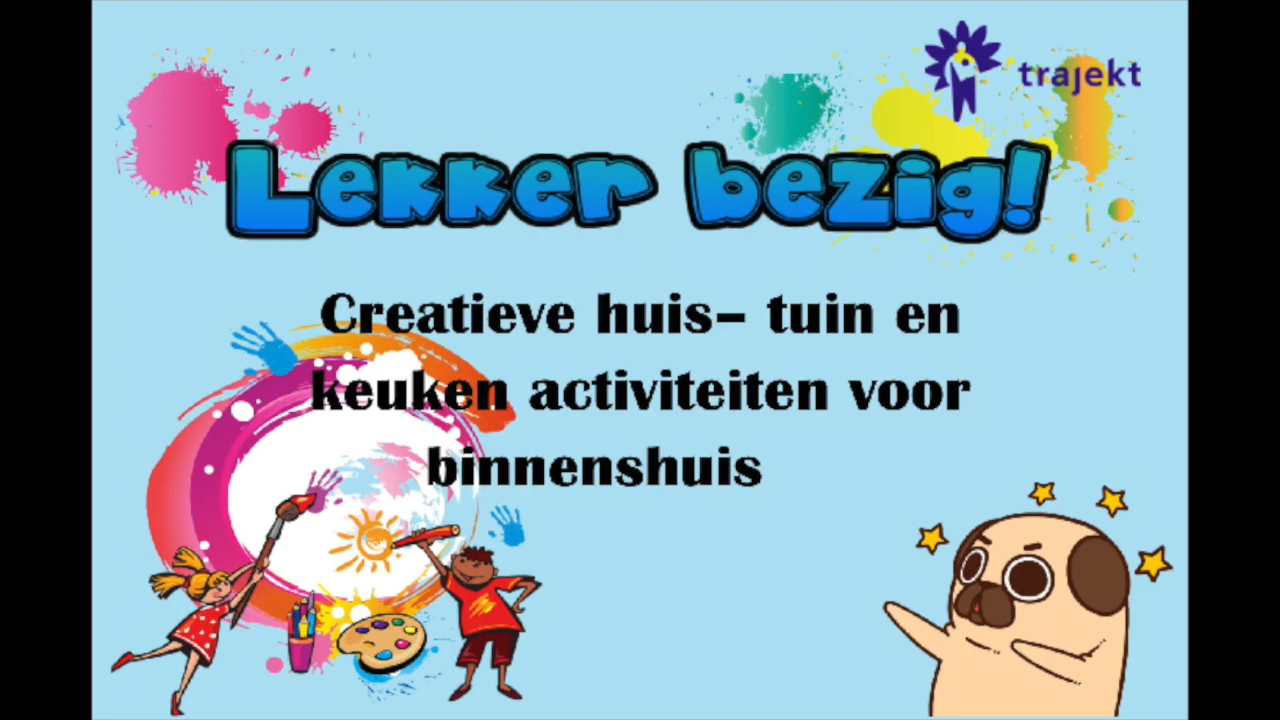 trajekt
Lekker bezig!
Creatieve huis- tuin en
keuken activiteiten voor
binnenshuis